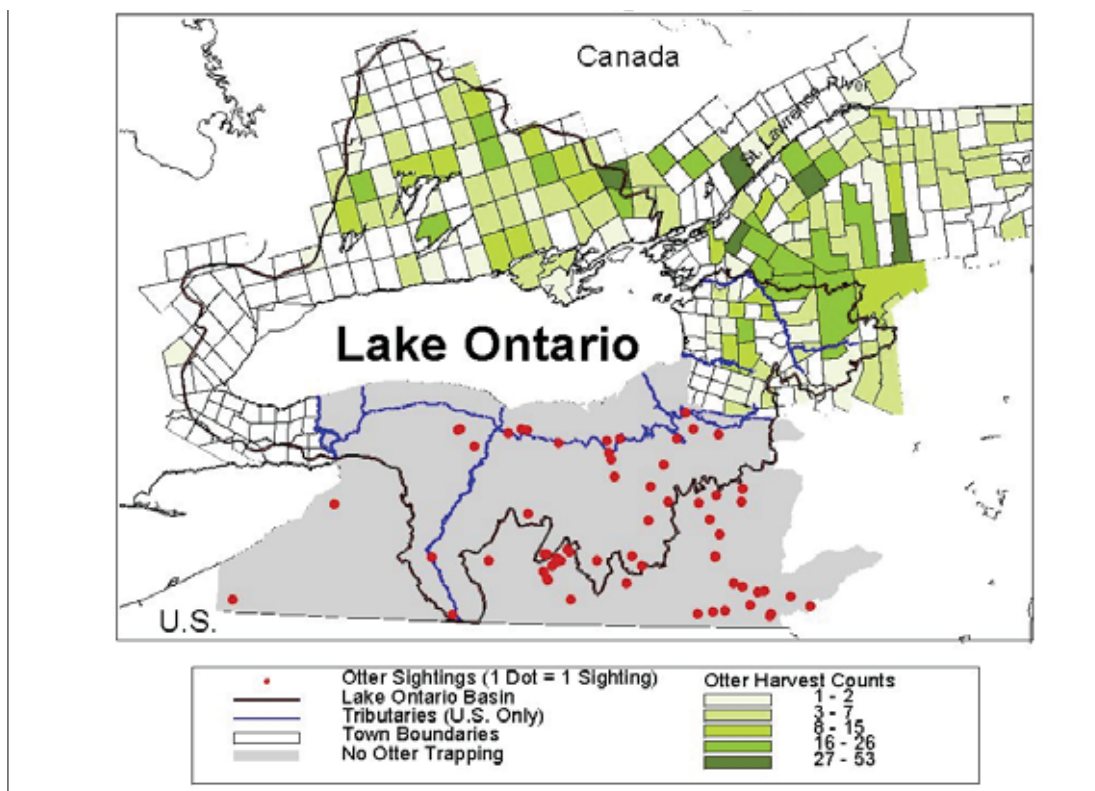 Canada
St. Lawrence River
Lake Ontario
U.S.
Otter Sightings (1 Dot = 1 Sighting)
Lake Ontario Basin
Tributaries (U.S. Only)
Town Boundaries
No Otter Trapping
Otter Harvest Counts
1 - 2
3 - 7
8 - 15
16 - 26
27 - 53